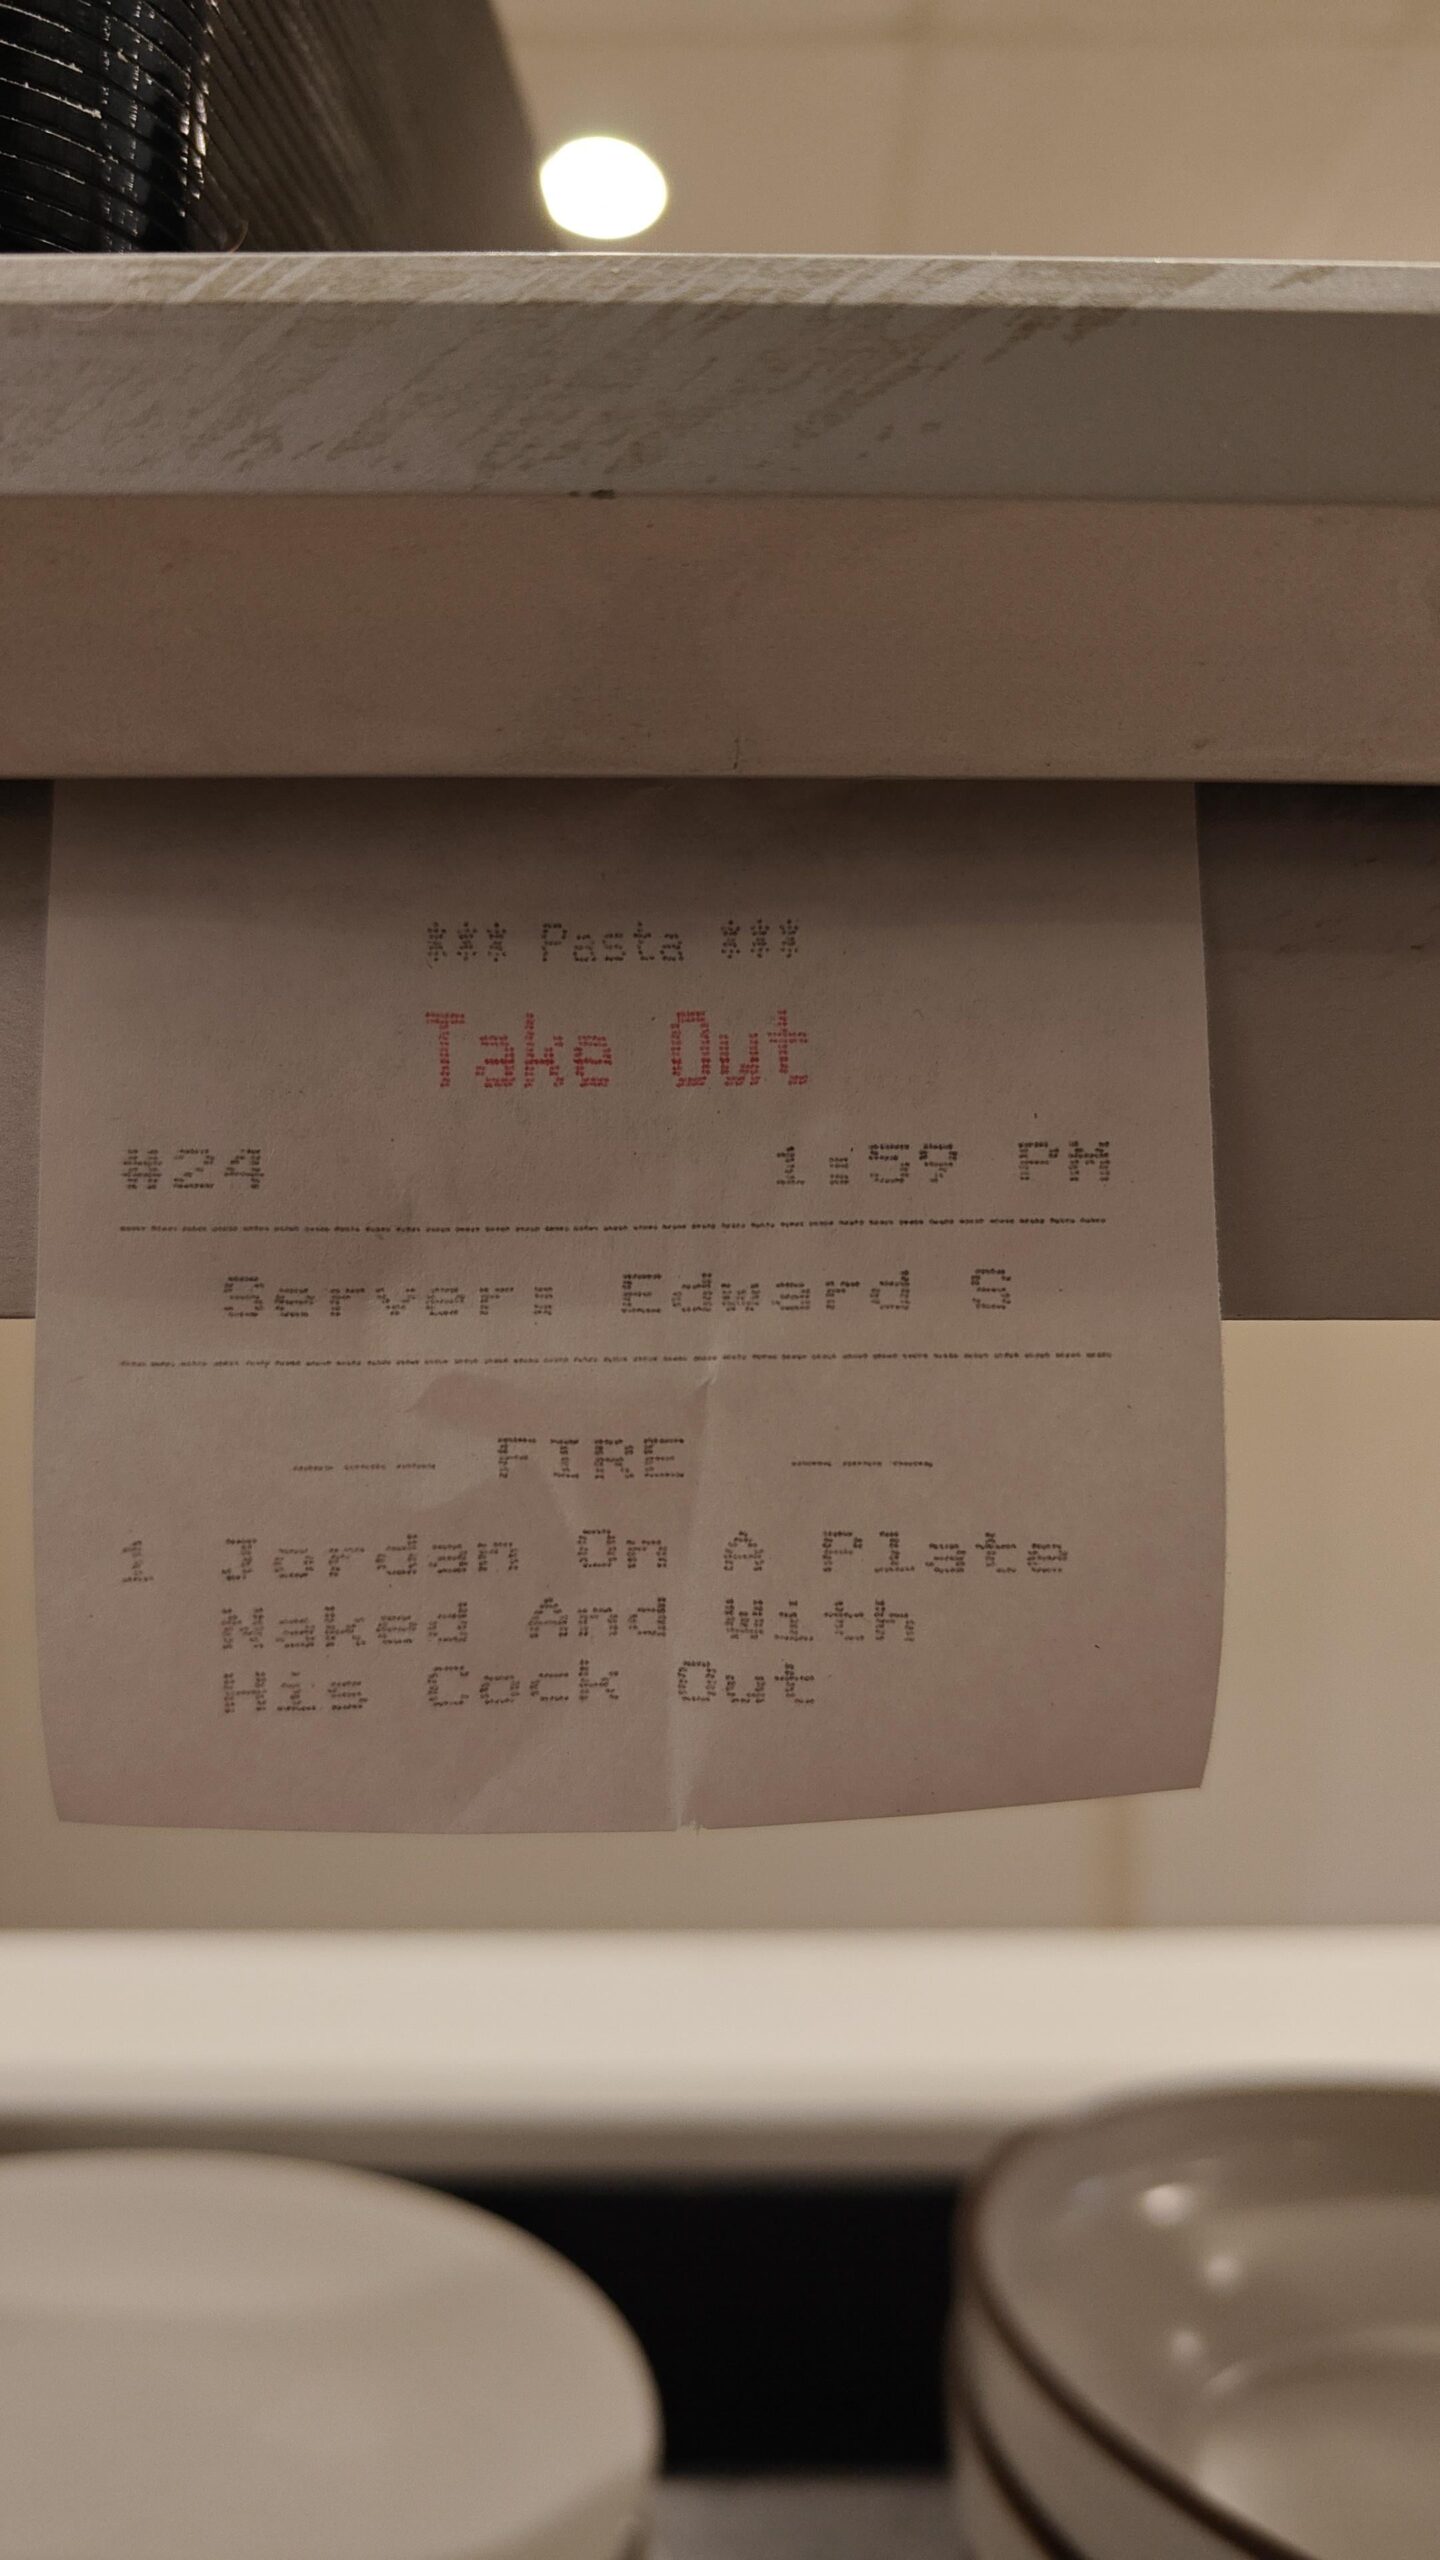 *** Pasta ***
Take Out
#24 1:59 PM
Server: Edward S
--- FIRE ---
1 Jordan On A Plate
Naked And With
His Cock Out